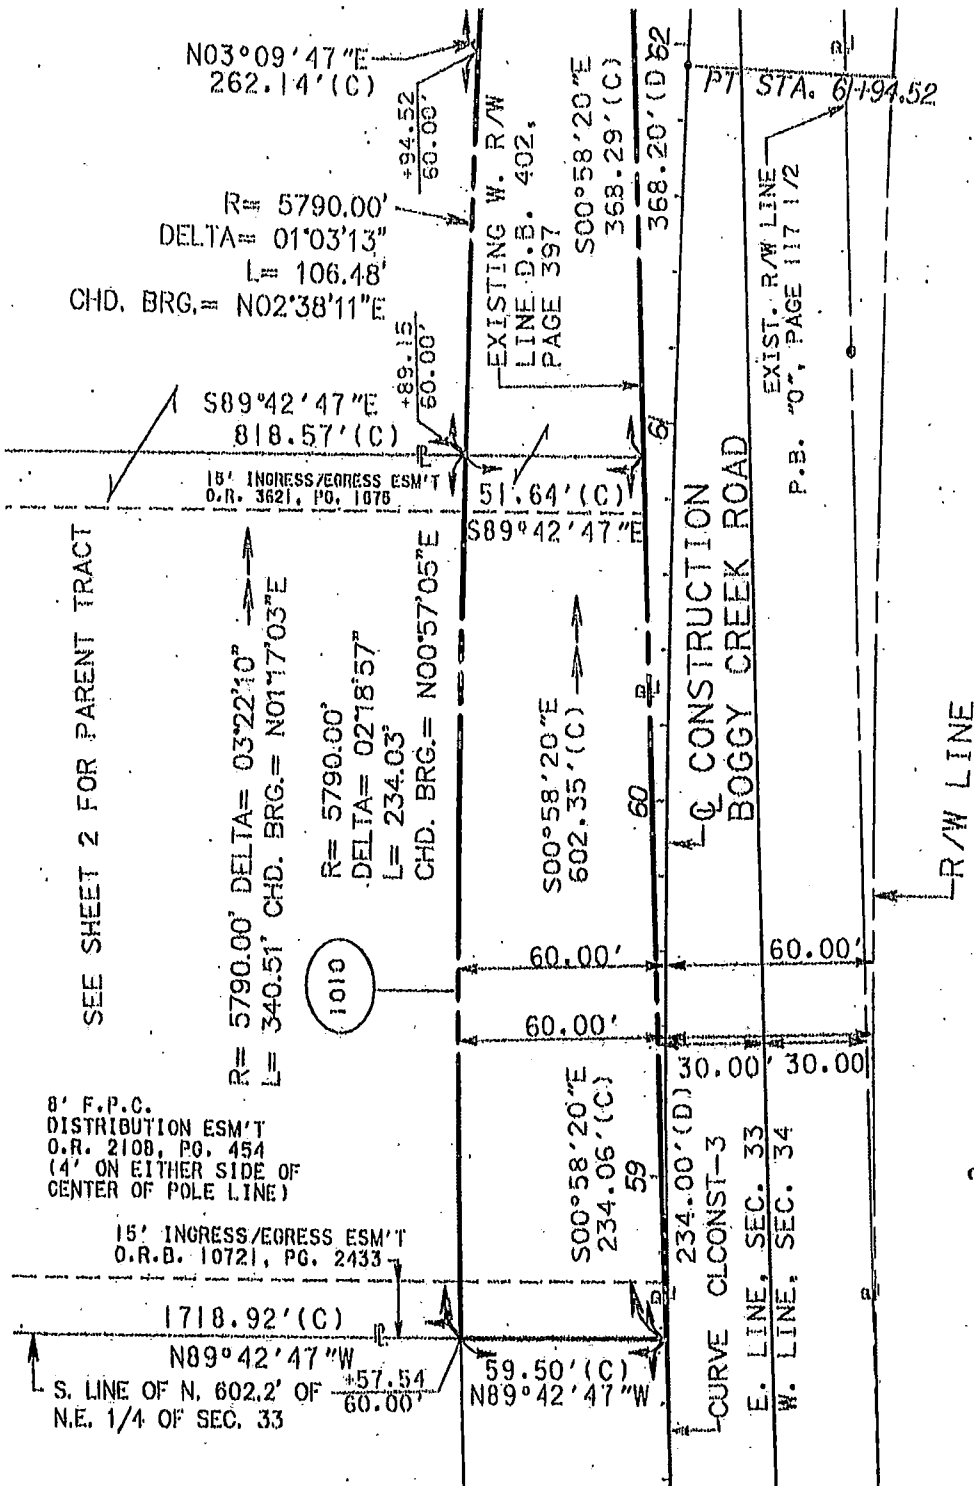 N03°09'47"E
262.14'(C)
+94.52
60.00'
R= 5790.00'
DELTA= 01°03'13"
L= 106.48'
CHD. BRG.= N02°38'11"E
EXISTING W. R/W
LINE D.B. 402,
PAGE 397
S00°58'20"E
368.29'(C)
368.20'(D)
62
PT STA. 61+94.52
EXIST. R/W LINE
P.B. "O", PAGE 117 1/2
+89.15
60.00'
S89°42'47"E
818.57'(C)
PL
15' INGRESS/EGRESS ESM'T
O.R. 3621, PG. 1076
51.64'(C)
S89°42'47"E
61
SEE SHEET 2 FOR PARENT TRACT
R= 5790.00' DELTA= 03°22'10"
L= 340.51' CHD. BRG.= N01°17'03"E
R= 5790.00'
DELTA= 02°18'57"
L= 234.03'
CHD. BRG.= N00°57'05"E
S00°58'20"E
602.35'(C)
60
CL CONSTRUCTION
BOGGY CREEK ROAD
R/W LINE
1010
60.00'
60.00'
60.00'
30.00' 30.00
8' F.P.C.
DISTRIBUTION ESM'T
O.R. 2108, PG. 454
(4' ON EITHER SIDE OF
CENTER OF POLE LINE)
S00°58'20"E
234.06'(C)
59
234.00'(D)
CURVE CLCONST-3
E. LINE, SEC. 33
W. LINE, SEC. 34
15' INGRESS/EGRESS ESM'T
O.R.B. 10721, PG. 2433
1718.92'(C)
PL
N89°42'47"W
S. LINE OF N. 602.2' OF
N.E. 1/4 OF SEC. 33
+57.54
60.00'
59.50'(C)
N89°42'47"W